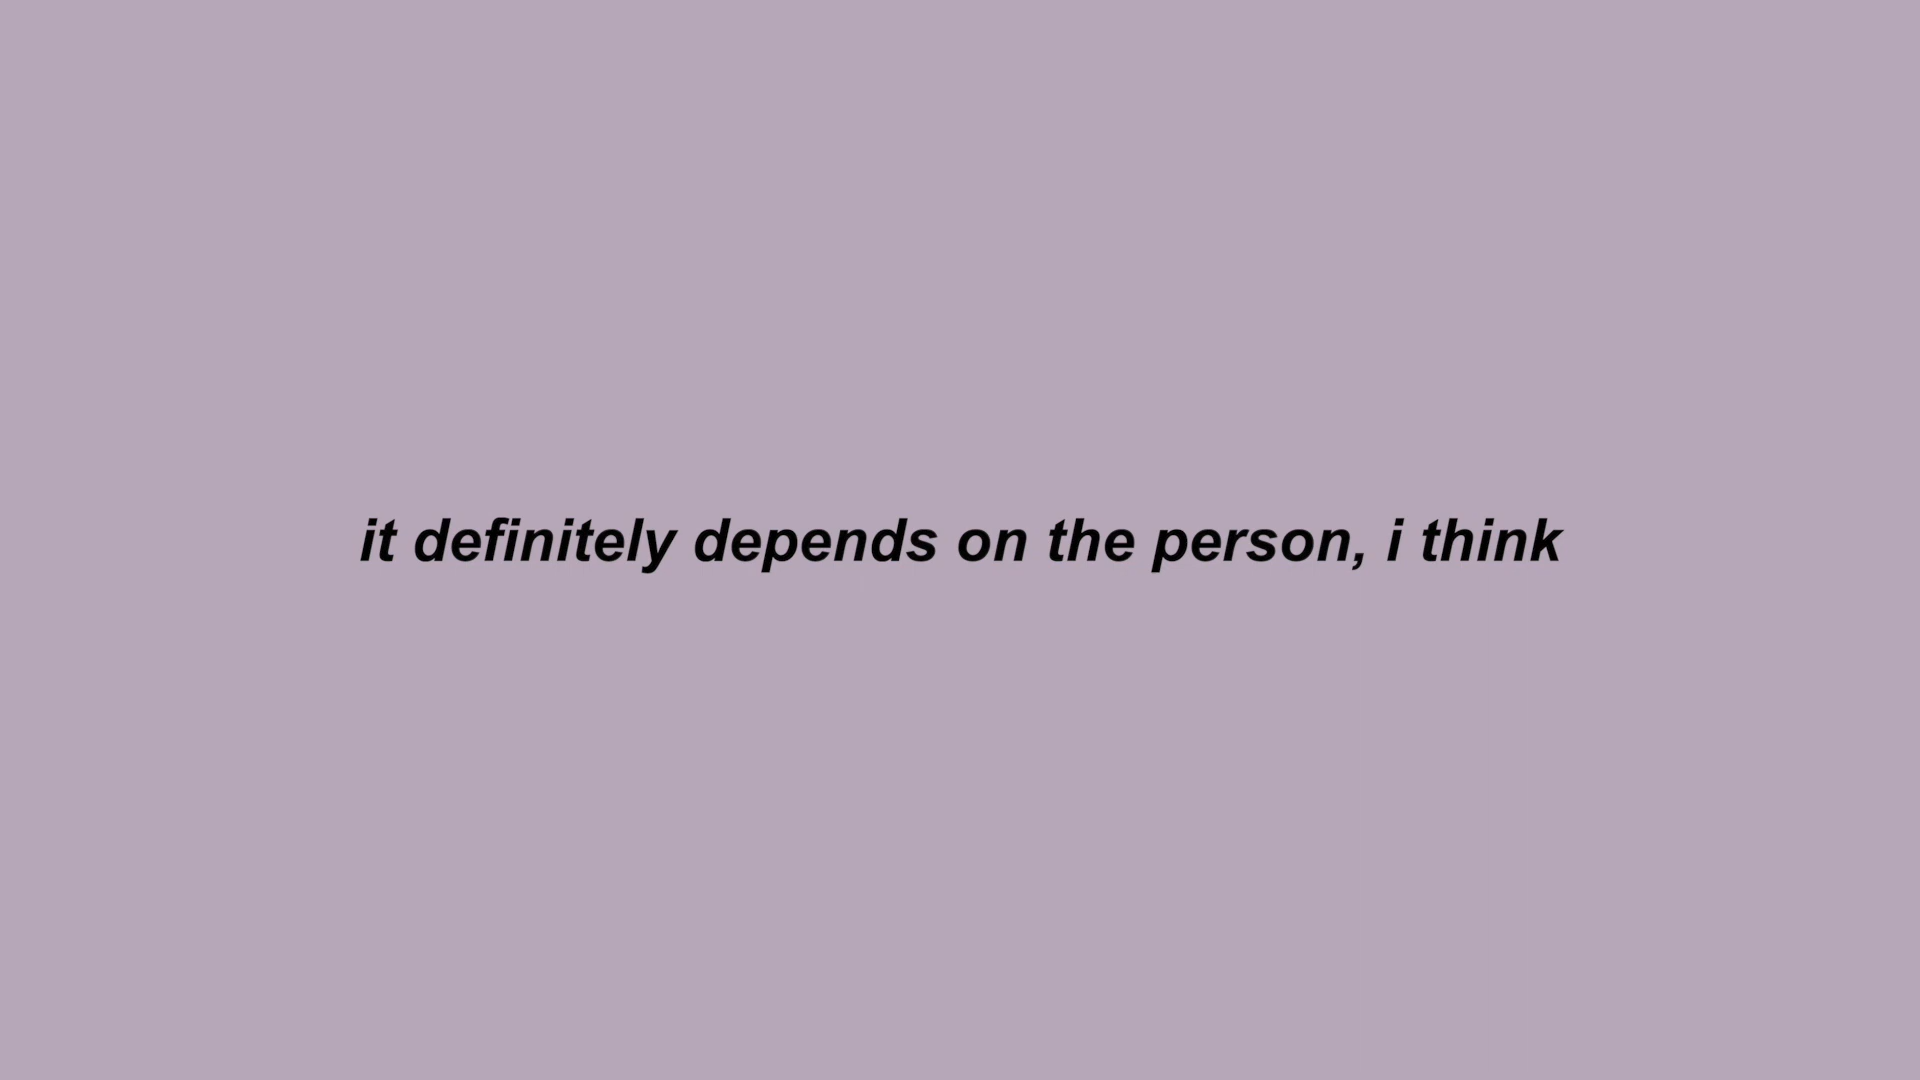 it definitely depends on the person, i think